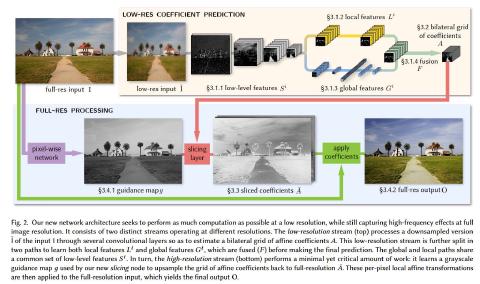 LOW-RES COEFFICIENT PREDICTION
§3.1.2 local features Lⁱ
§3.2 bilateral grid
of coefficients
A
§3.1.4 fusion
F
full-res input I
low-res input Ĩ
§3.1.1 low-level features Sⁱ
§3.1.3 global features Gⁱ
FULL-RES PROCESSING
pixel-wise
network
slicing
layer
apply
coefficients
§3.4.1 guidance map g
§3.3 sliced coefficients Ā
§3.4.2 full-res output O
Fig. 2. Our new network architecture seeks to perform as much computation as possible at a low resolution, while still capturing high-frequency effects at full
image resolution. It consists of two distinct streams operating at different resolutions. The low-resolution stream (top) processes a downsampled version
Ĩ of the input I through several convolutional layers so as to estimate a bilateral grid of affine coefficients A. This low-resolution stream is further split in
two paths to learn both local features Lⁱ and global features Gⁱ, which are fused (F) before making the final prediction. The global and local paths share
a common set of low-level features Sⁱ. In turn, the high-resolution stream (bottom) performs a minimal yet critical amount of work: it learns a grayscale
guidance map g used by our new slicing node to upsample the grid of affine coefficients back to full-resolution Ā. These per-pixel local affine transformations
are then applied to the full-resolution input, which yields the final output O.